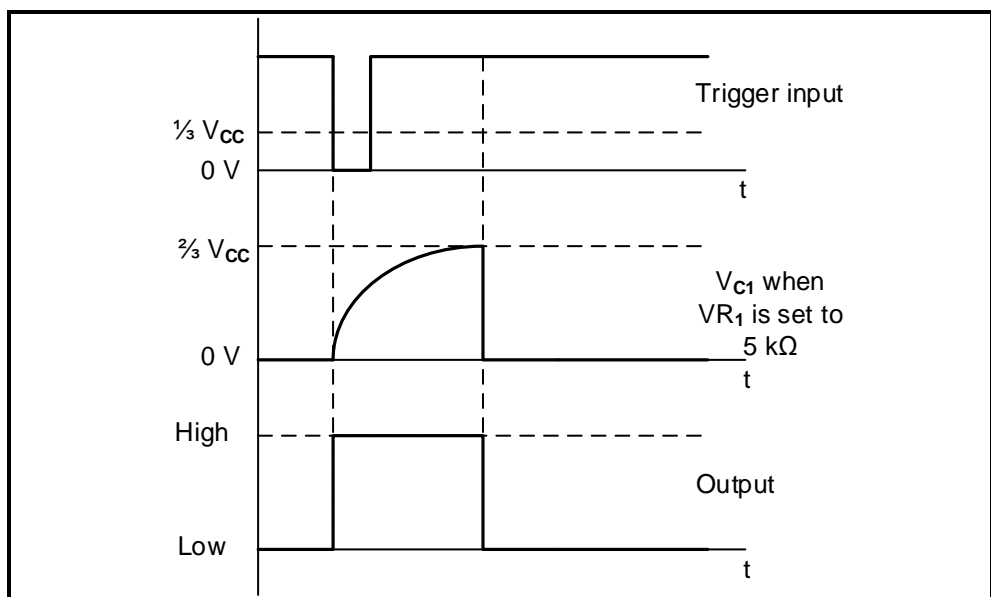 Trigger input
⅓ VCC
0 V
t
⅔ VCC
VC1 when
VR1 is set to
5 kΩ
0 V
t
High
Output
Low
t